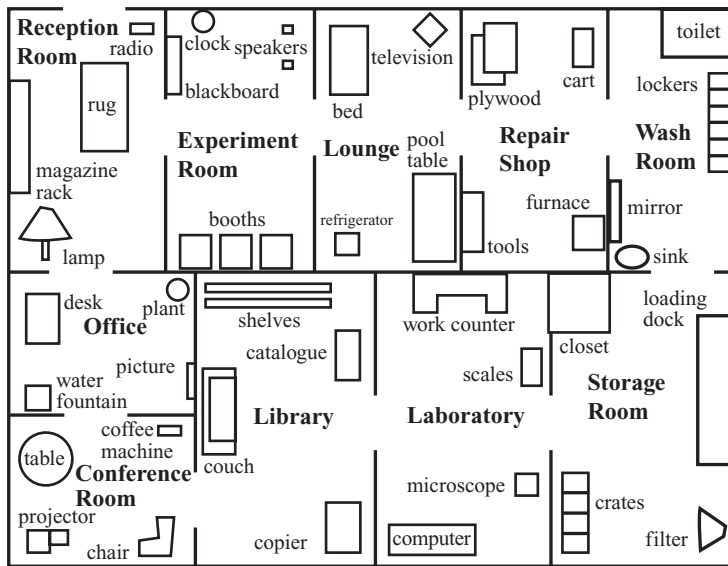 Reception
Room
radio
rug
magazine
rack
lamp
clock
speakers
blackboard
Experiment
Room
booths
television
bed
Lounge
pool
table
refrigerator
plywood
cart
Repair
Shop
furnace
tools
toilet
lockers
Wash
Room
mirror
sink
desk
plant
Office
picture
water
fountain
shelves
catalogue
Library
couch
copier
work counter
scales
Laboratory
microscope
computer
closet
loading
dock
Storage
Room
crates
filter
coffee
machine
table
Conference
Room
projector
chair